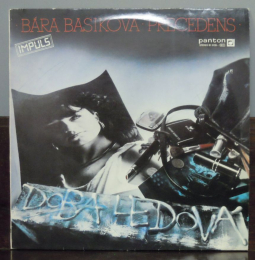 BÁRA BASIKOVÁ PRECEDENS
IMPULS
panton
DOBA LEDOVÁ